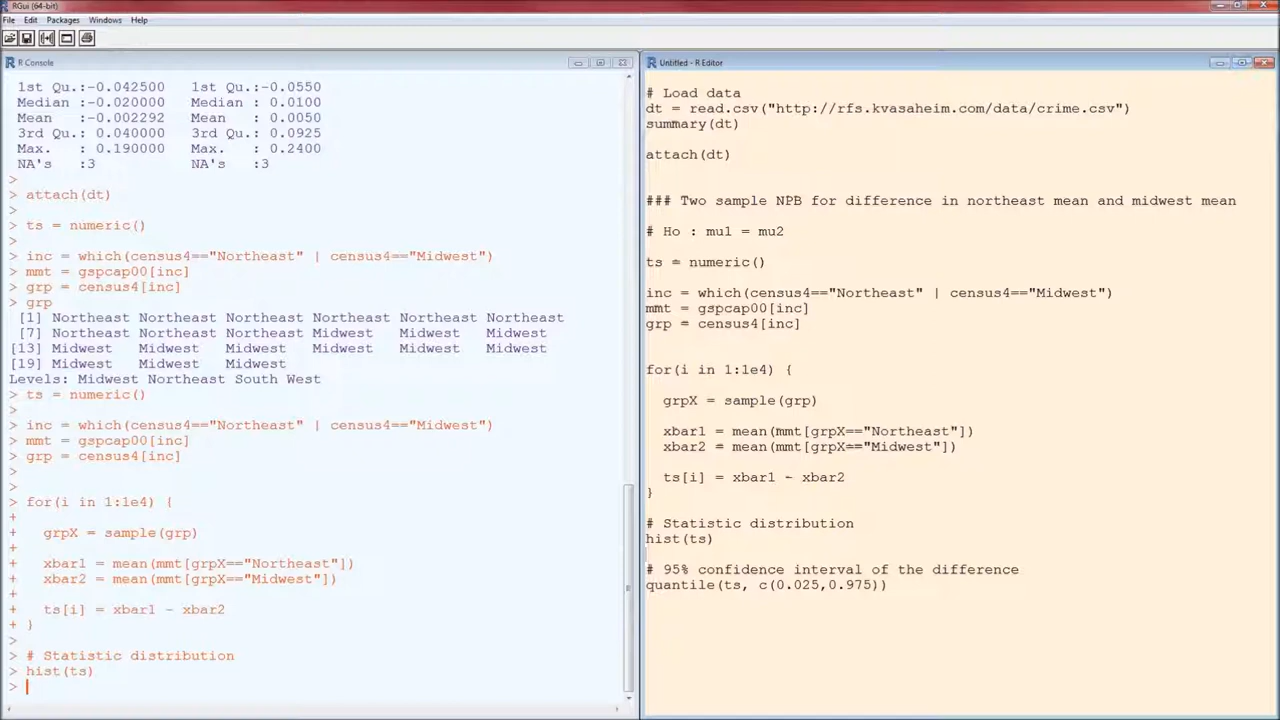 RGui (64-bit)
File Edit Packages Windows Help
R Console
1st Qu.:-0.042500   1st Qu.:-0.0550
Median :-0.020000   Median : 0.0100
Mean   :-0.002292   Mean   : 0.0050
3rd Qu.: 0.040000   3rd Qu.: 0.0925
Max.   : 0.190000   Max.   : 0.2400
NA's   :3           NA's   :3
>
> attach(dt)
>
> ts = numeric()
>
> inc = which(census4=="Northeast" | census4=="Midwest")
> mmt = gspcap00[inc]
> grp = census4[inc]
> grp
[1] Northeast Northeast Northeast Northeast Northeast Northeast
[7] Northeast Northeast Northeast Midwest   Midwest   Midwest
[13] Midwest   Midwest   Midwest   Midwest   Midwest   Midwest
[19] Midwest   Midwest   Midwest
Levels: Midwest Northeast South West
> ts = numeric()
>
> inc = which(census4=="Northeast" | census4=="Midwest")
> mmt = gspcap00[inc]
> grp = census4[inc]
>
>
> for(i in 1:1e4) {
+
+   grpX = sample(grp)
+
+   xbar1 = mean(mmt[grpX=="Northeast"])
+   xbar2 = mean(mmt[grpX=="Midwest"])
+
+   ts[i] = xbar1 - xbar2
+ }
>
> # Statistic distribution
> hist(ts)
>
Untitled - R Editor
# Load data
dt = read.csv("http://rfs.kvasaheim.com/data/crime.csv")
summary(dt)
attach(dt)
### Two sample NPB for difference in northeast mean and midwest mean
# Ho : mu1 = mu2
ts = numeric()
inc = which(census4=="Northeast" | census4=="Midwest")
mmt = gspcap00[inc]
grp = census4[inc]
for(i in 1:1e4) {
grpX = sample(grp)
xbar1 = mean(mmt[grpX=="Northeast"])
xbar2 = mean(mmt[grpX=="Midwest"])
ts[i] = xbar1 - xbar2
}
# Statistic distribution
hist(ts)
# 95% confidence interval of the difference
quantile(ts, c(0.025,0.975))